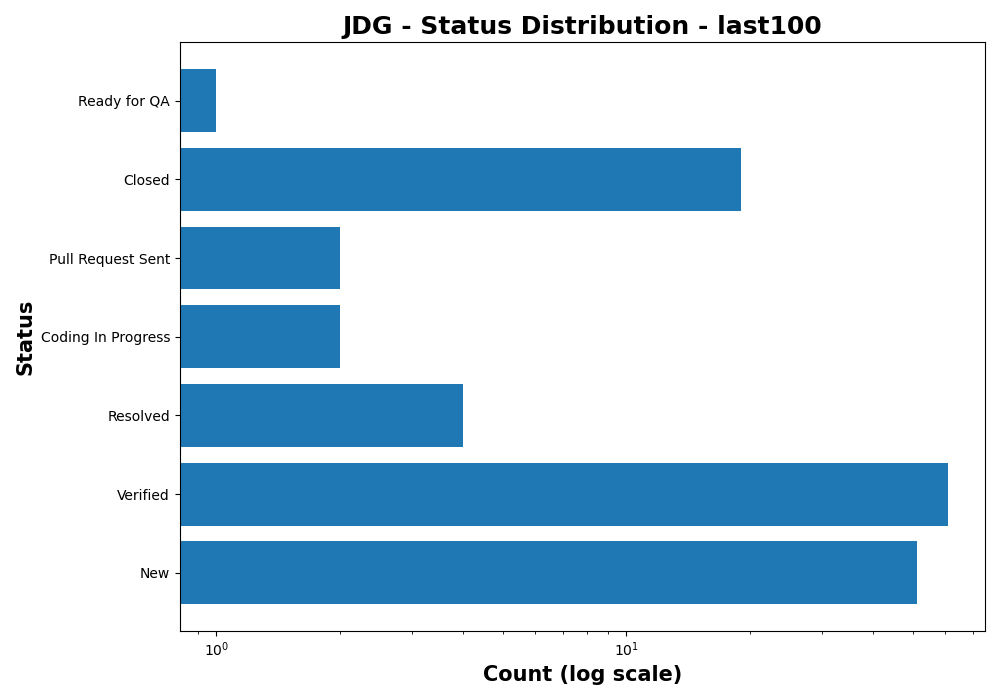 JDG - Status Distribution - last100
Status
Ready for QA
Closed
Pull Request Sent
Coding In Progress
Resolved
Verified
New
10⁰
10¹
Count (log scale)